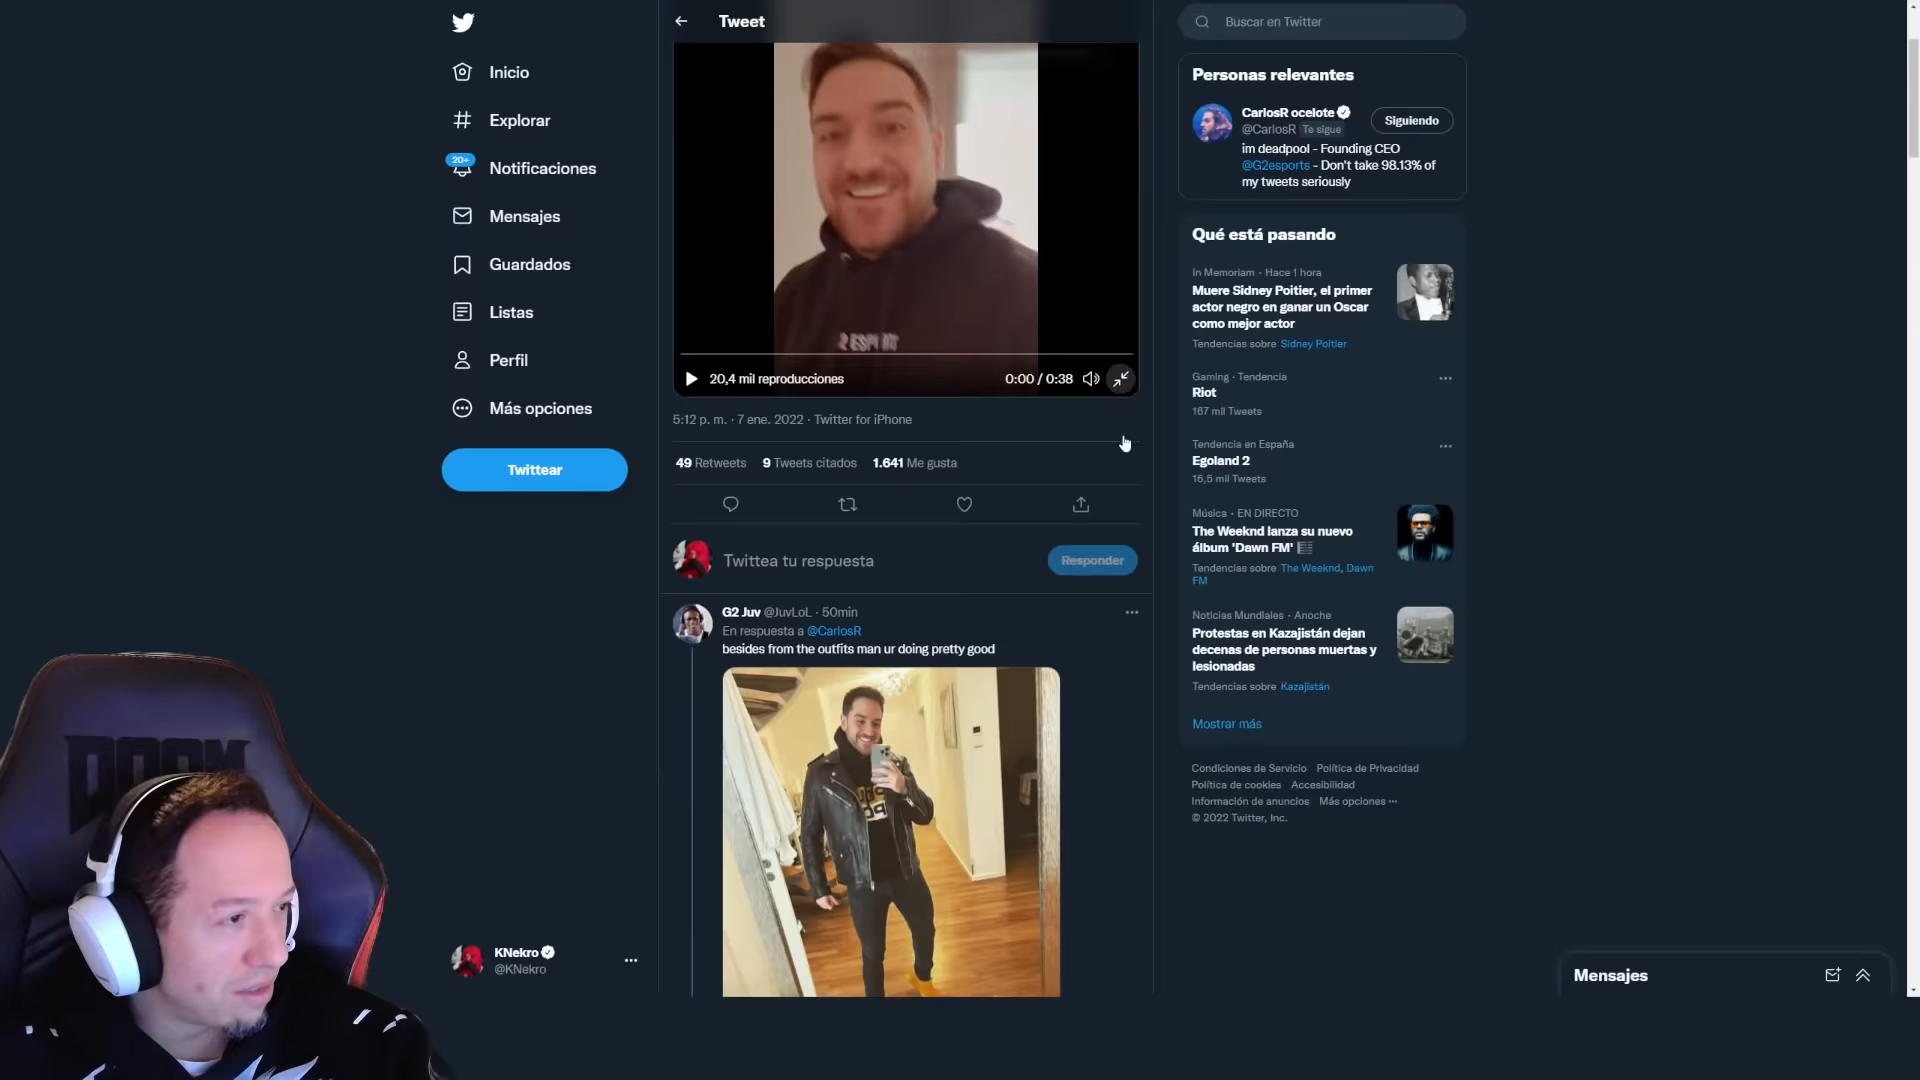 Tweet
Inicio
Explorar
20+
Notificaciones
Mensajes
Guardados
Listas
Perfil
Más opciones
Twittear
KNekro
@KNekro
20,4 mil reproducciones
0:00 / 0:38
5:12 p. m. · 7 ene. 2022 · Twitter for iPhone
49 Retweets 9 Tweets citados 1.641 Me gusta
Twittea tu respuesta
Responder
G2 Juv @JuvLoL · 50min
En respuesta a @CarlosR
besides from the outfits man ur doing pretty good
Buscar en Twitter
Personas relevantes
CarlosR ocelote
@CarlosR Te sigue
Siguiendo
im deadpool - Founding CEO
@G2esports - Don't take 98.13% of
my tweets seriously
Qué está pasando
In Memoriam · Hace 1 hora
Muere Sidney Poitier, el primer
actor negro en ganar un Oscar
como mejor actor
Tendencias sobre Sidney Poitier
Gaming · Tendencia
Riot
167 mil Tweets
Tendencia en España
Egoland 2
16,5 mil Tweets
Música · EN DIRECTO
The Weeknd lanza su nuevo
álbum 'Dawn FM'
Tendencias sobre The Weeknd, Dawn
FM
Noticias Mundiales · Anoche
Protestas en Kazajistán dejan
decenas de personas muertas y
lesionadas
Tendencias sobre Kazajistán
Mostrar más
Condiciones de Servicio Política de Privacidad
Política de cookies Accesibilidad
Información de anuncios Más opciones ···
© 2022 Twitter, Inc.
Mensajes
DOOM